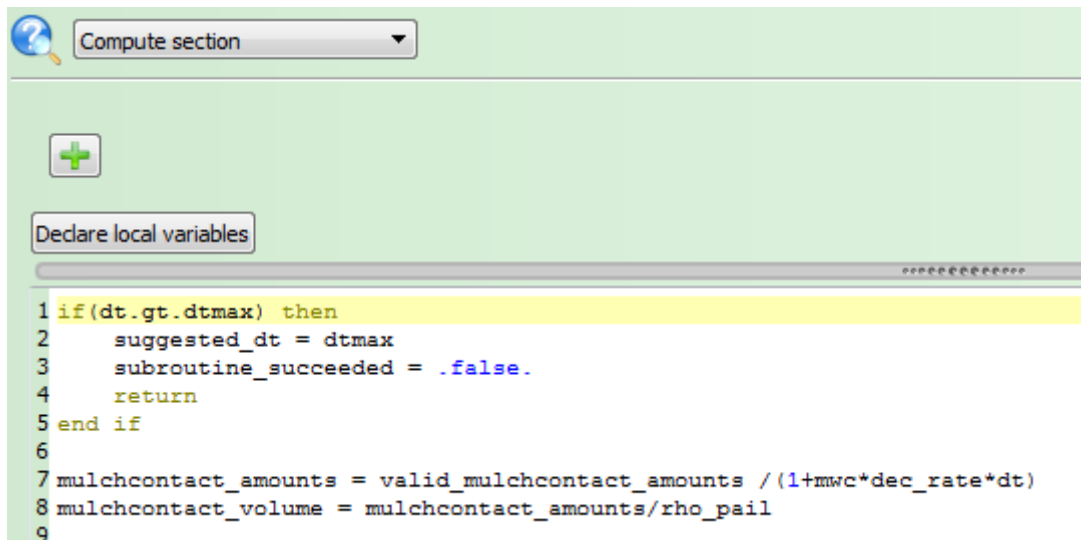 Compute section
Declare local variables
1 if(dt.gt.dtmax) then
2 suggested_dt = dtmax
3 subroutine_succeeded = .false.
4 return
5 end if
6
7 mulchcontact_amounts = valid_mulchcontact_amounts /(1+mwc*dec_rate*dt)
8 mulchcontact_volume = mulchcontact_amounts/rho_pail
9